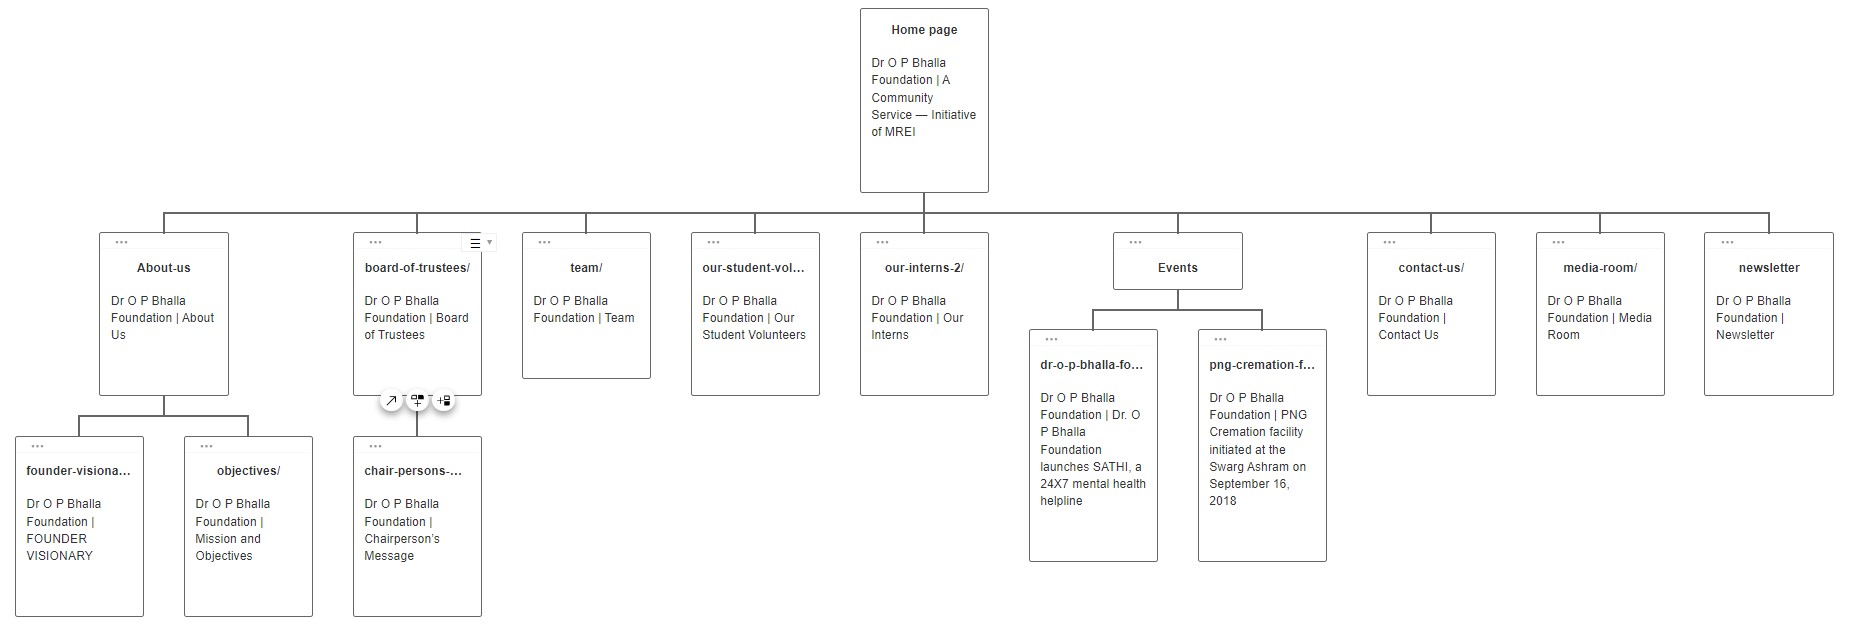 Home page
Dr O P Bhalla
Foundation | A
Community
Service — Initiative
of MREI
About-us
Dr O P Bhalla
Foundation | About
Us
board-of-trustees/
Dr O P Bhalla
Foundation | Board
of Trustees
team/
Dr O P Bhalla
Foundation | Team
our-student-vol...
Dr O P Bhalla
Foundation | Our
Student Volunteers
our-interns-2/
Dr O P Bhalla
Foundation | Our
Interns
Events
contact-us/
Dr O P Bhalla
Foundation |
Contact Us
media-room/
Dr O P Bhalla
Foundation | Media
Room
newsletter
Dr O P Bhalla
Foundation |
Newsletter
founder-visiona...
Dr O P Bhalla
Foundation |
FOUNDER
VISIONARY
objectives/
Dr O P Bhalla
Foundation |
Mission and
Objectives
chair-persons-...
Dr O P Bhalla
Foundation |
Chairperson's
Message
dr-o-p-bhalla-fo...
Dr O P Bhalla
Foundation | Dr. O
P Bhalla
Foundation
launches SATHI, a
24X7 mental health
helpline
png-cremation-f...
Dr O P Bhalla
Foundation | PNG
Cremation facility
initiated at the
Swarg Ashram on
September 16,
2018